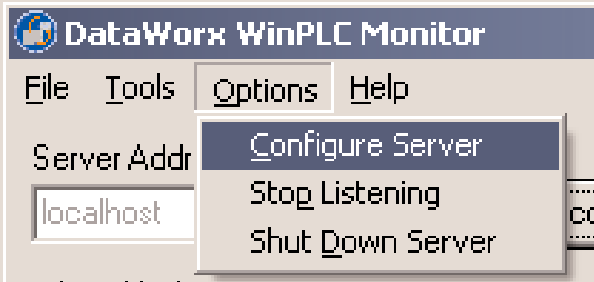 DataWorx WinPLC Monitor
File Tools Options Help
Configure Server
Server Addr
Stop Listening
localhost
Shut Down Server